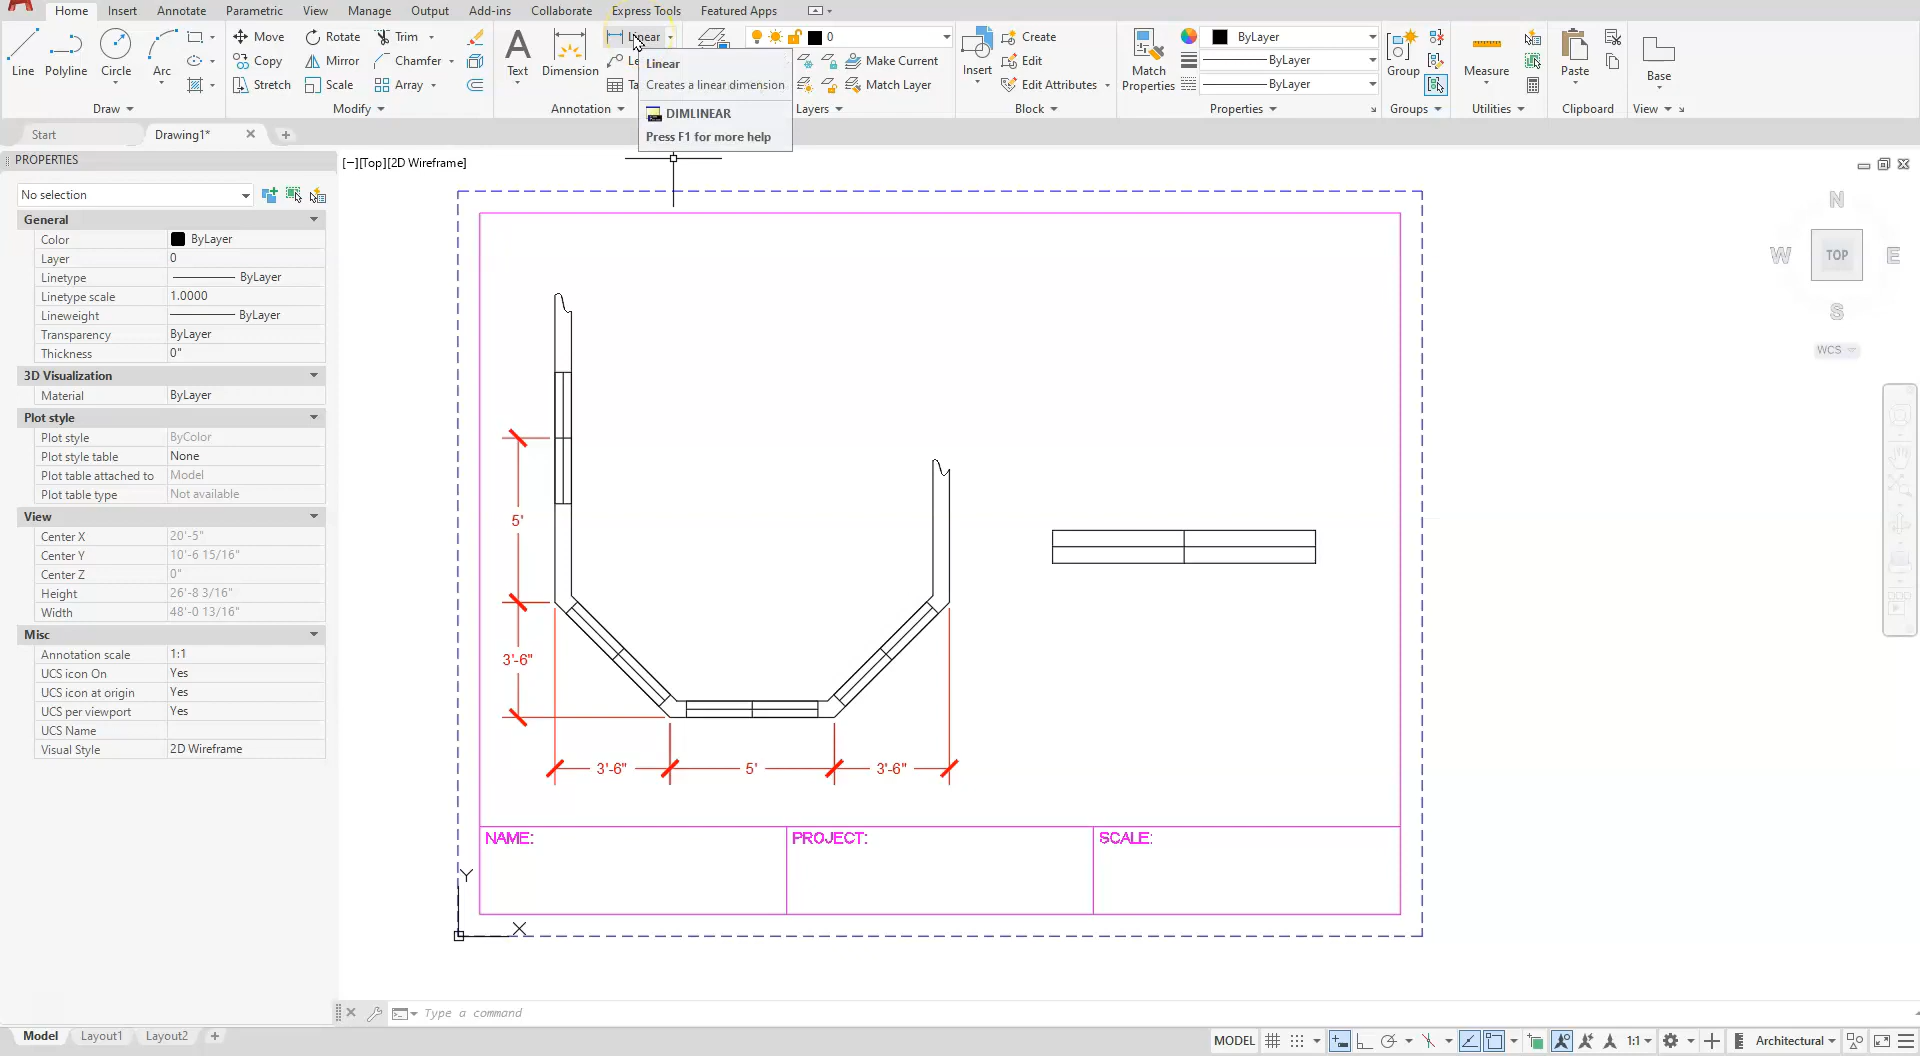 Home Insert Annotate Parametric View Manage Output Add-ins Collaborate Express Tools Featured Apps
Line Polyline Circle Arc
Move Rotate Trim
Copy Mirror Chamfer
Stretch Scale Array
Text Dimension
Linear
0
Make Current
Match Layer
Insert
Create
Edit
Edit Attributes
Match
Properties
ByLayer
ByLayer
ByLayer
Group
Measure
Paste
Base
Draw Modify Annotation Layers Block Properties Groups Utilities Clipboard View
Linear
Creates a linear dimension
DIMLINEAR
Press F1 for more help
Start Drawing1*
PROPERTIES
[−][Top][2D Wireframe]
No selection
General
Color ByLayer
Layer 0
Linetype ByLayer
Linetype scale 1.0000
Lineweight ByLayer
Transparency ByLayer
Thickness 0"
3D Visualization
Material ByLayer
Plot style
Plot style ByColor
Plot style table None
Plot table attached to Model
Plot table type Not available
View
Center X 20'-5"
Center Y 10'-6 15/16"
Center Z 0"
Height 26'-8 3/16"
Width 48'-0 13/16"
Misc
Annotation scale 1:1
UCS icon On Yes
UCS icon at origin Yes
UCS per viewport Yes
UCS Name
Visual Style 2D Wireframe
N
W TOP E
S
WCS
5'
3'-6"
3'-6" 5' 3'-6"
NAME: PROJECT: SCALE:
Y
X
Type a command
Model Layout1 Layout2
MODEL 1:1 Architectural